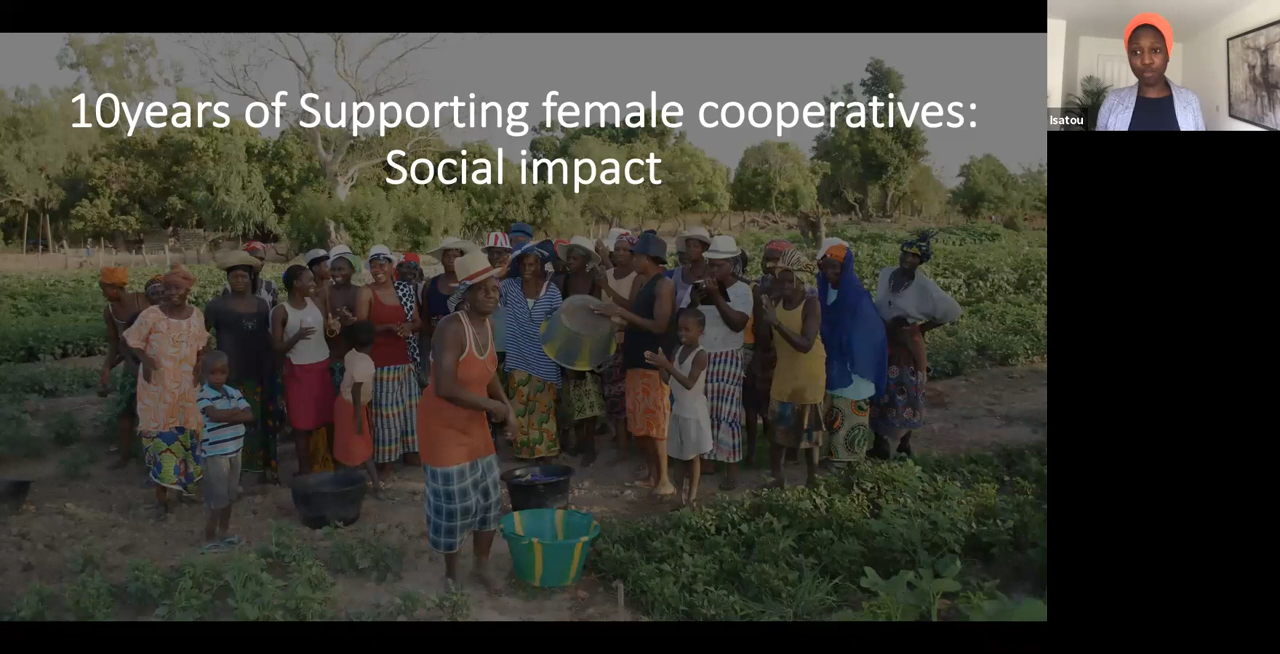 10years of Supporting female cooperatives:
Social impact
Isatou